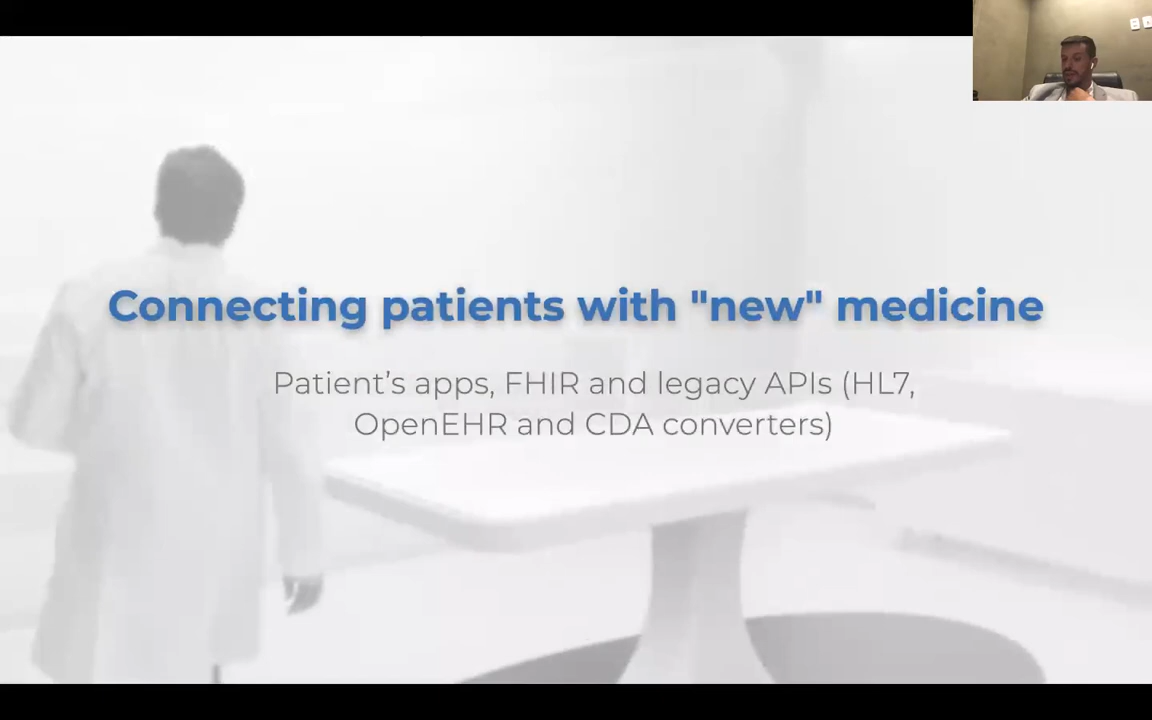 Connecting patients with "new" medicine
Patient’s apps, FHIR and legacy APIs (HL7,
OpenEHR and CDA converters)